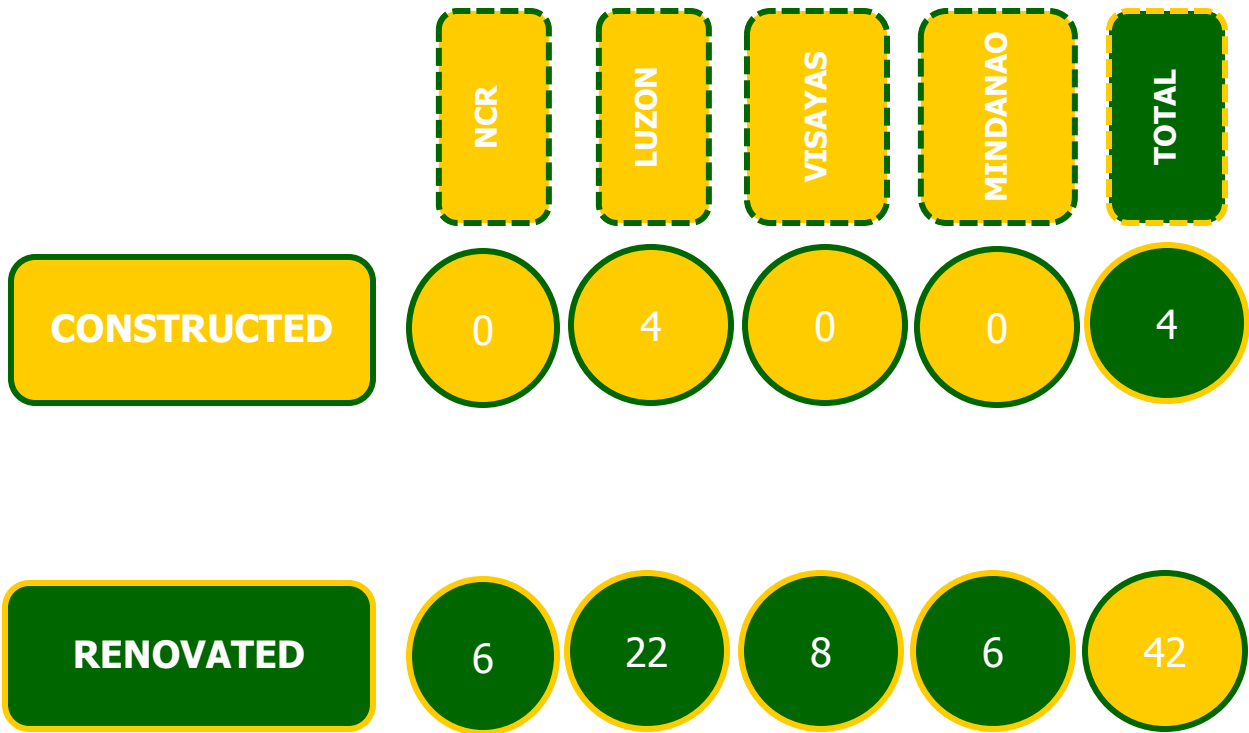 NCR
LUZON
VISAYAS
MINDANAO
TOTAL
CONSTRUCTED
0
4
0
0
4
RENOVATED
6
22
8
6
42